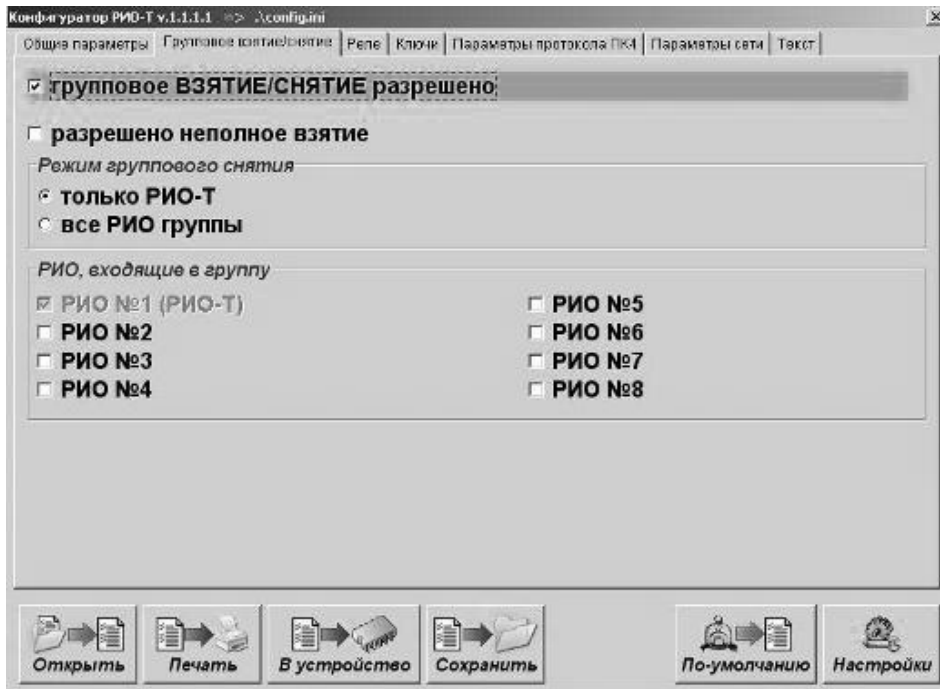 Конфигуратор РИО-Т v.1.1.1.1 => .\config.ini
Общие параметры Групповое взятие/снятие Реле Ключи Параметры протокола ПК4 Параметры сети Текст
групповое ВЗЯТИЕ/СНЯТИЕ разрешено
разрешено неполное взятие
Режим группового снятия
только РИО-Т
все РИО группы
РИО, входящие в группу
РИО №1 (РИО-Т)
РИО №2
РИО №3
РИО №4
РИО №5
РИО №6
РИО №7
РИО №8
Открыть Печать В устройство Сохранить По-умолчанию Настройки